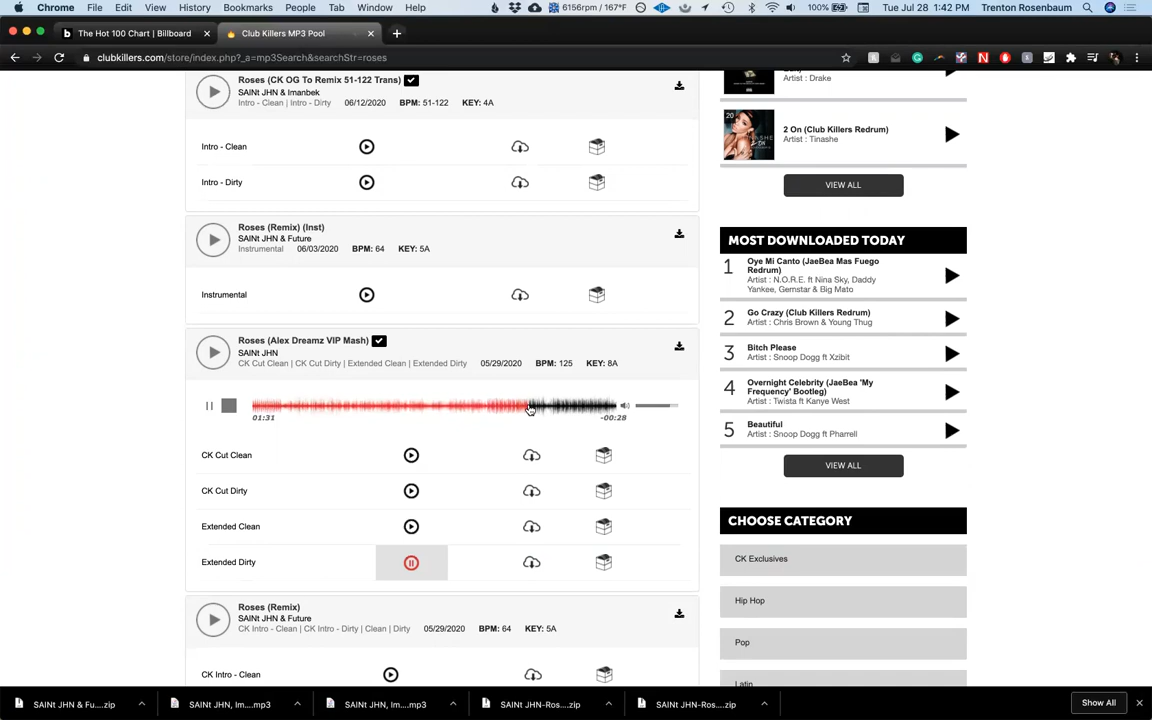 Chrome File Edit View History Bookmarks People Tab Window Help 6156rpm / 167°F 100% Tue Jul 28 1:42 PM Trenton Rosenbaum
The Hot 100 Chart | Billboard Club Killers MP3 Pool
clubkillers.com/store/index.php?_a=mp3Search&searchStr=roses
Roses (CK OG To Remix 51-122 Trans)
SAINt JHN & Imanbek
Intro - Clean | Intro - Dirty 06/12/2020 BPM: 51-122 KEY: 4A
Intro - Clean
Intro - Dirty
Roses (Remix) (Inst)
SAINt JHN & Future
Instrumental 06/03/2020 BPM: 64 KEY: 5A
Instrumental
Roses (Alex Dreamz VIP Mash)
SAINt JHN
CK Cut Clean | CK Cut Dirty | Extended Clean | Extended Dirty 05/29/2020 BPM: 125 KEY: 8A
01:31 -00:28
CK Cut Clean
CK Cut Dirty
Extended Clean
Extended Dirty
Roses (Remix)
SAINt JHN & Future
CK Intro - Clean | CK Intro - Dirty | Clean | Dirty 05/29/2020 BPM: 64 KEY: 5A
CK Intro - Clean
Artist : Drake
20
2 On (Club Killers Redrum)
Artist : Tinashe
VIEW ALL
MOST DOWNLOADED TODAY
1 Oye Mi Canto (JaeBea Mas Fuego
Redrum)
Artist : N.O.R.E. ft Nina Sky, Daddy
Yankee, Gemstar & Big Mato
2 Go Crazy (Club Killers Redrum)
Artist : Chris Brown & Young Thug
3 Bitch Please
Artist : Snoop Dogg ft Xzibit
4 Overnight Celebrity (JaeBea 'My
Frequency' Bootleg)
Artist : Twista ft Kanye West
5 Beautiful
Artist : Snoop Dogg ft Pharrell
VIEW ALL
CHOOSE CATEGORY
CK Exclusives
Hip Hop
Pop
Latin
SAINt JHN & Fu....zip SAINt JHN, Im....mp3 SAINt JHN, Im....mp3 SAINt JHN-Ros....zip SAINt JHN-Ros....zip Show All